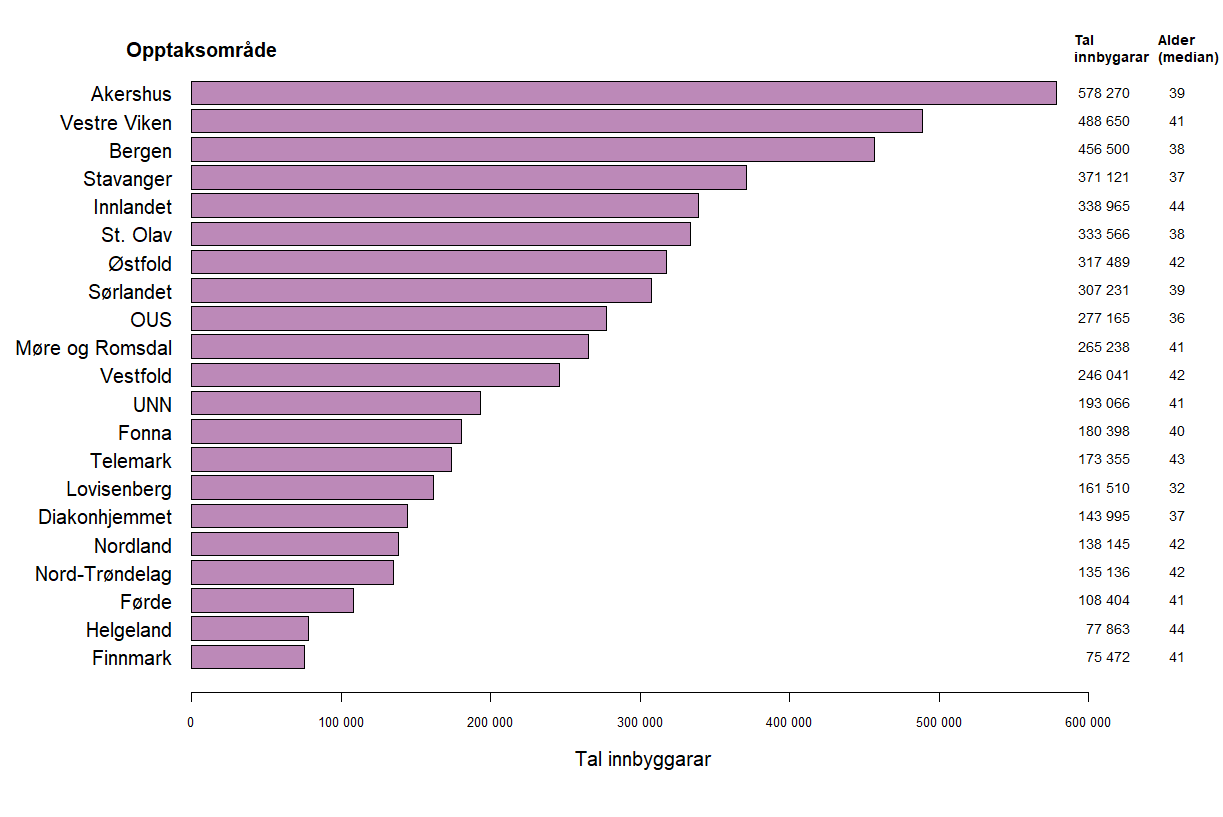 Opptaksområde
Tal
innbygarar
Alder
(median)
Akershus 578 270 39
Vestre Viken 488 650 41
Bergen 456 500 38
Stavanger 371 121 37
Innlandet 338 965 44
St. Olav 333 566 38
Østfold 317 489 42
Sørlandet 307 231 39
OUS 277 165 36
Møre og Romsdal 265 238 41
Vestfold 246 041 42
UNN 193 066 41
Fonna 180 398 40
Telemark 173 355 43
Lovisenberg 161 510 32
Diakonhjemmet 143 995 37
Nordland 138 145 42
Nord-Trøndelag 135 136 42
Førde 108 404 41
Helgeland 77 863 44
Finnmark 75 472 41
0 100 000 200 000 300 000 400 000 500 000 600 000
Tal innbyggarar